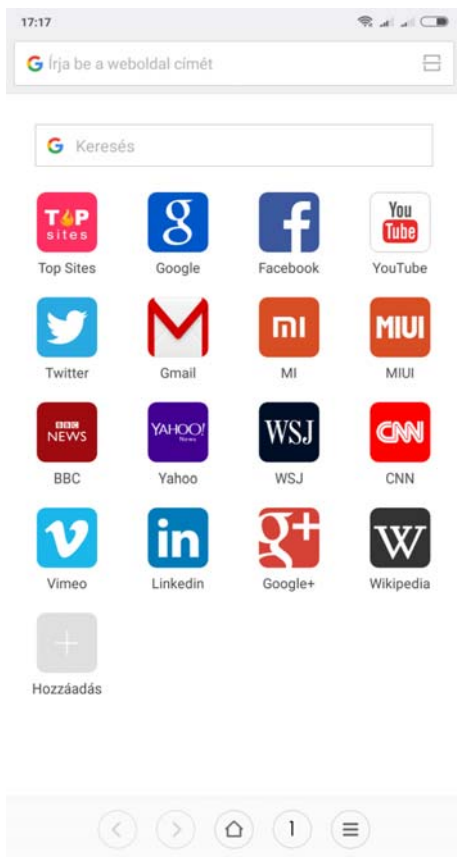 17:17
G Írja be a weboldal címét
G Keresés
TOP sites
g
f
You Tube
Top Sites
Google
Facebook
YouTube
mi
MIUI
Twitter
Gmail
MI
MIUI
BBC NEWS
YAHOO! News
WSJ
CNN
BBC
Yahoo
WSJ
CNN
v
in
g+
W
Vimeo
Linkedin
Google+
Wikipedia
Hozzáadás
1